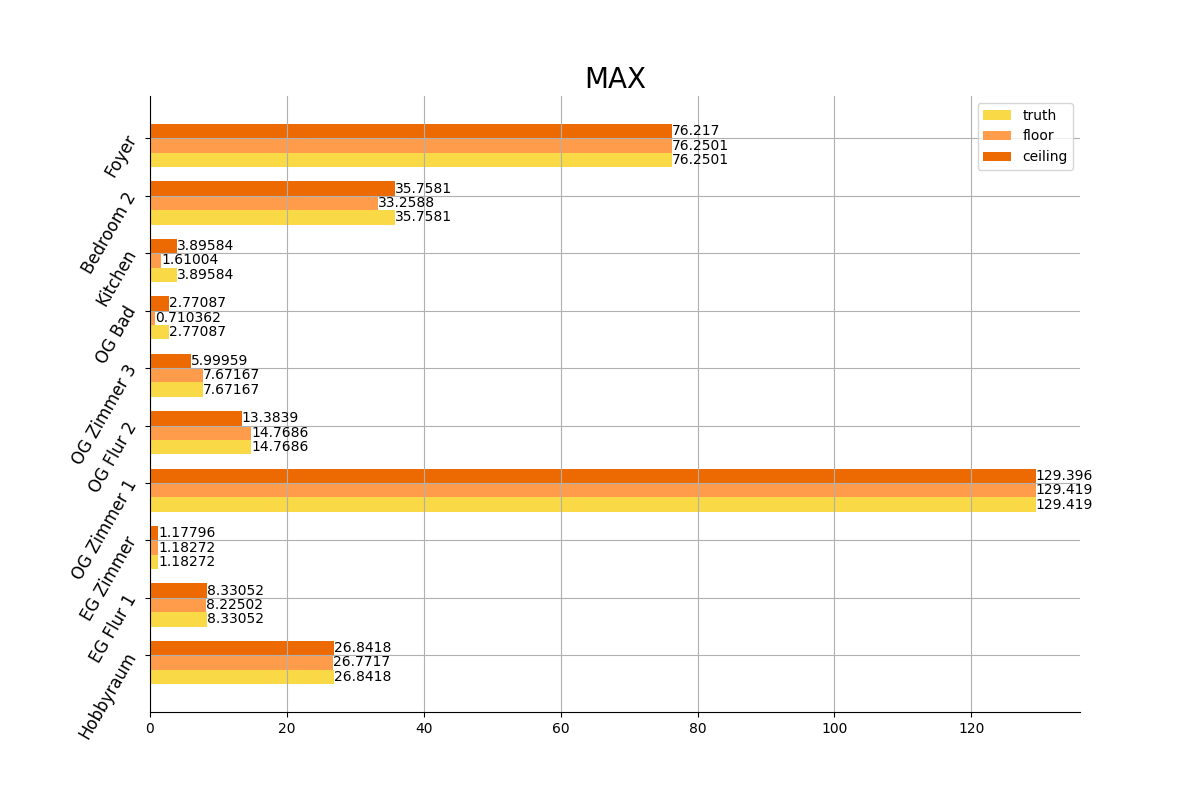 MAX
truth
floor
ceiling
Foyer
76.217
76.2501
76.2501
Bedroom 2
35.7581
33.2588
35.7581
Kitchen
3.89584
1.61004
3.89584
OG Bad
2.77087
0.710362
2.77087
OG Zimmer 3
5.99959
7.67167
7.67167
OG Flur 2
13.3839
14.7686
14.7686
OG Zimmer 1
129.396
129.419
129.419
EG Zimmer
1.17796
1.18272
1.18272
EG Flur 1
8.33052
8.22502
8.33052
Hobbyraum
26.8418
26.7717
26.8418
0 20 40 60 80 100 120